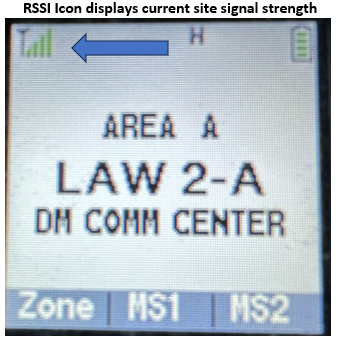 RSSI Icon displays current site signal strength
H
AREA A
LAW 2-A
DM COMM CENTER
Zone MS1 MS2